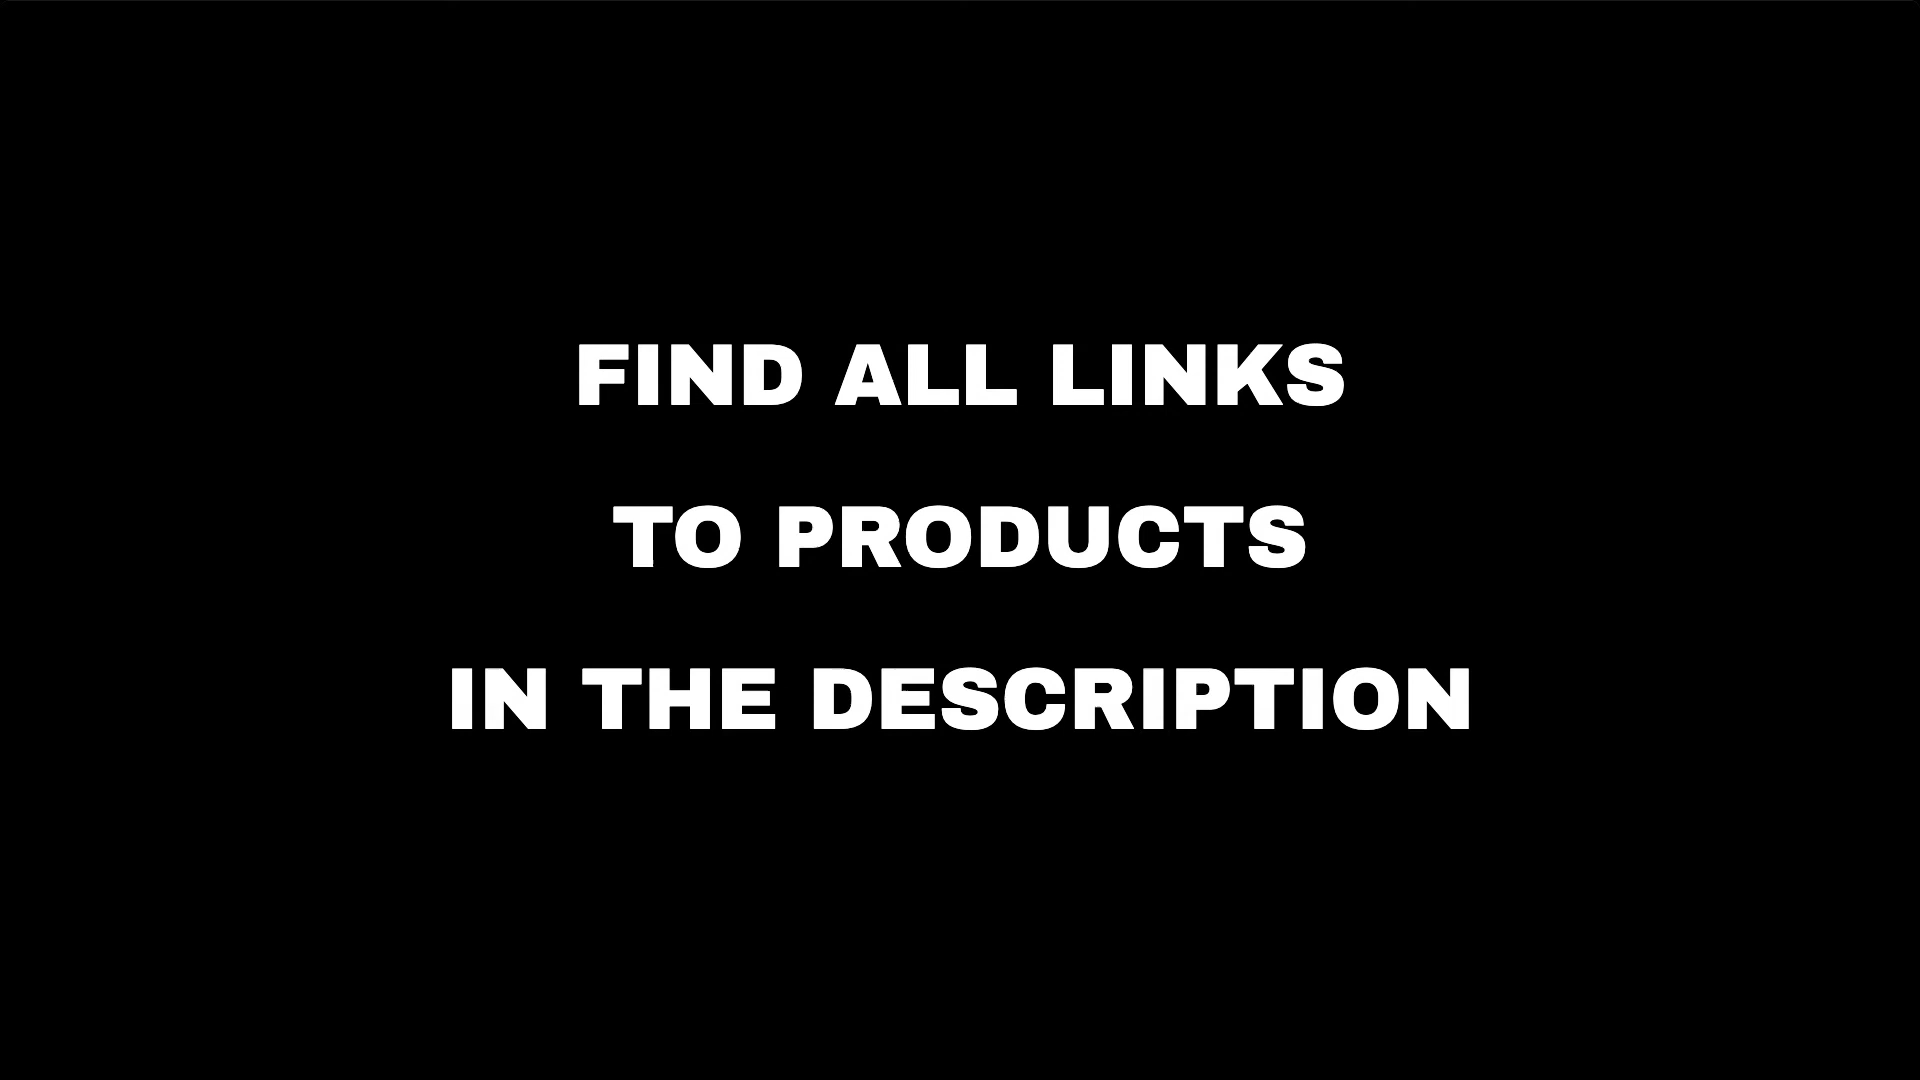 FIND ALL LINKS
TO PRODUCTS
IN THE DESCRIPTION